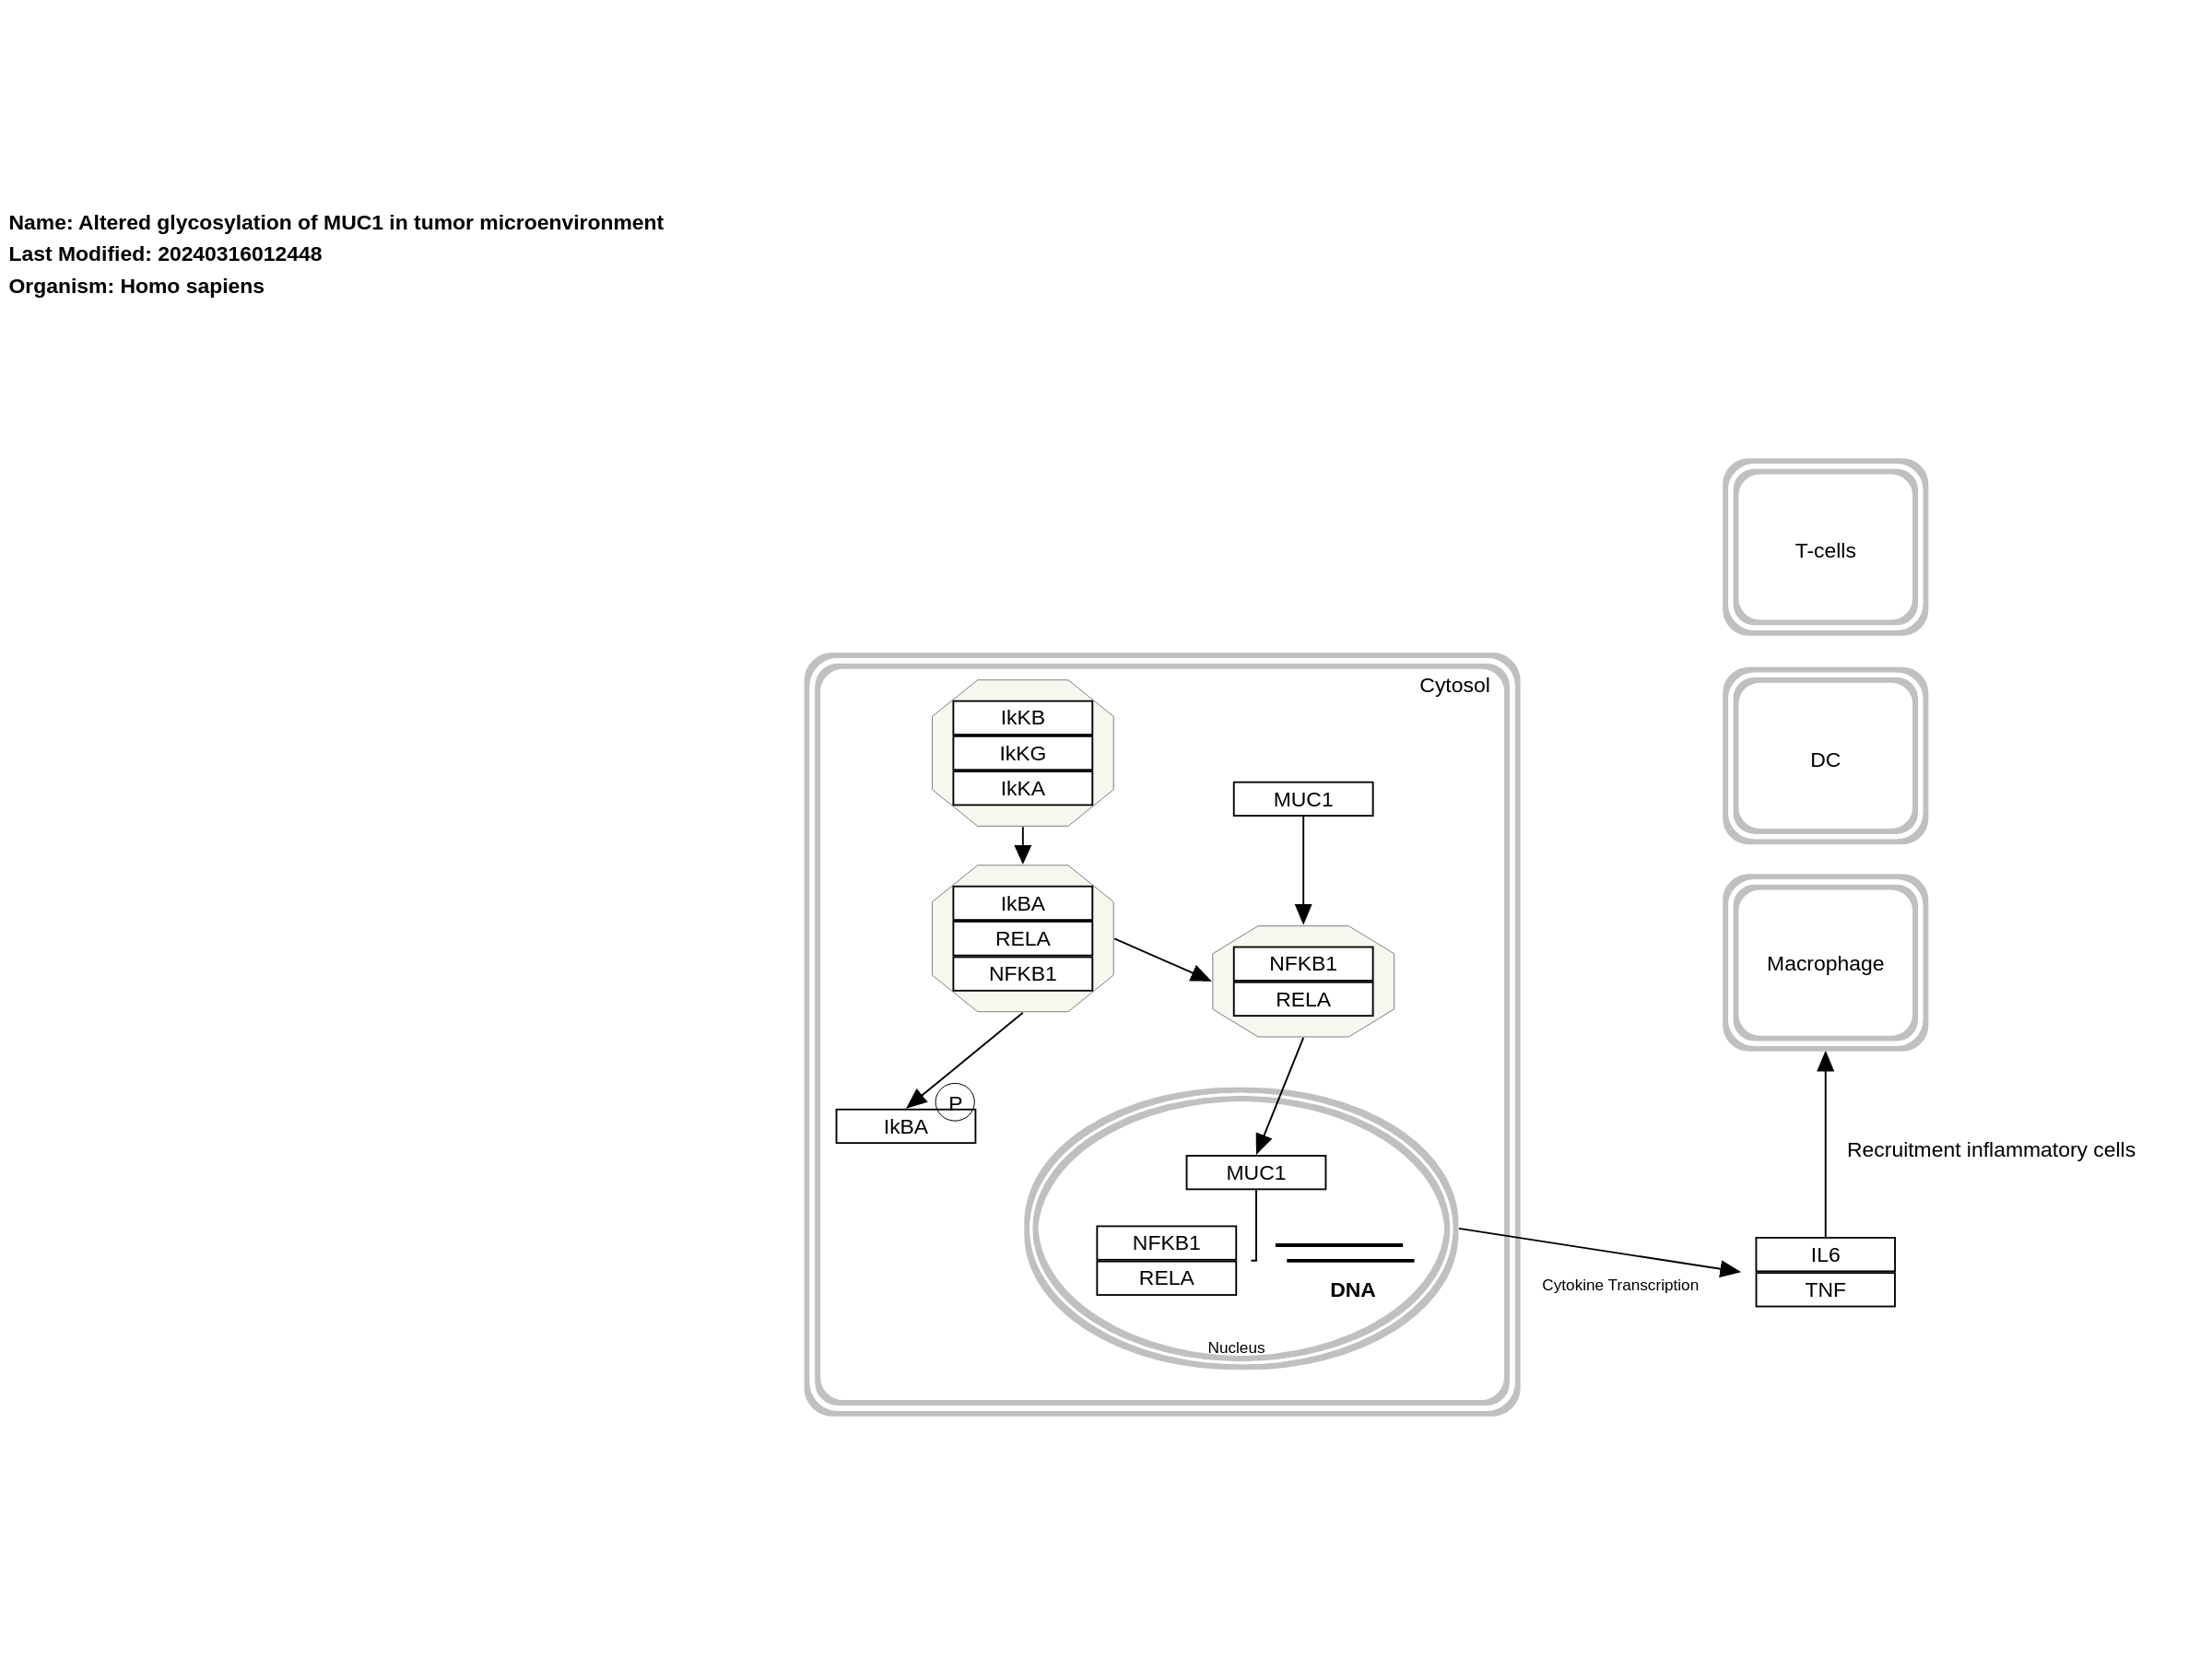 Name: Altered glycosylation of MUC1 in tumor microenvironment
Last Modified: 20240316012448
Organism: Homo sapiens
T-cells
Cytosol
IkKB
IkKG
IkKA
DC
MUC1
IkBA
RELA
NFKB1
NFKB1
RELA
Macrophage
P
IkBA
MUC1
Recruitment inflammatory cells
NFKB1
RELA
DNA
Nucleus
Cytokine Transcription
IL6
TNF